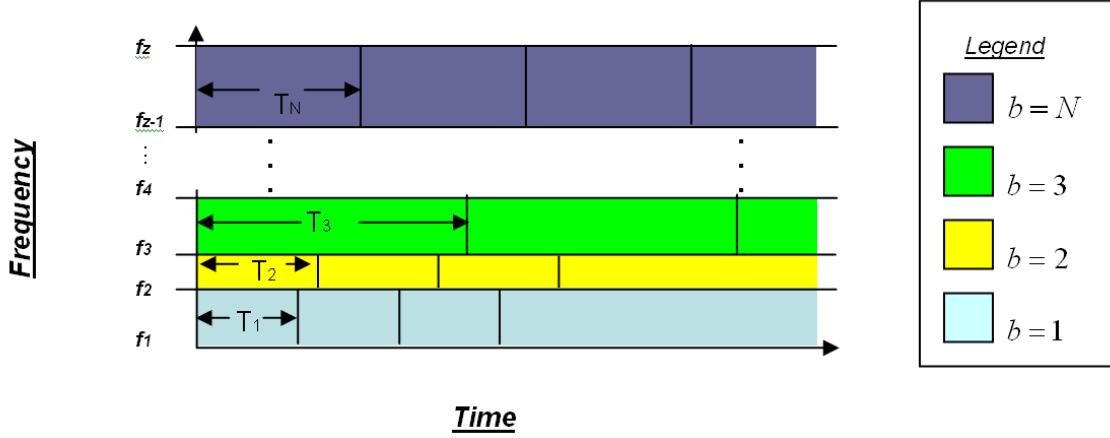 fz
TN
fz-1
⋮
f4
T3
f3
T2
f2
T1
f1
Frequency
Time
Legend
b = N
b = 3
b = 2
b = 1